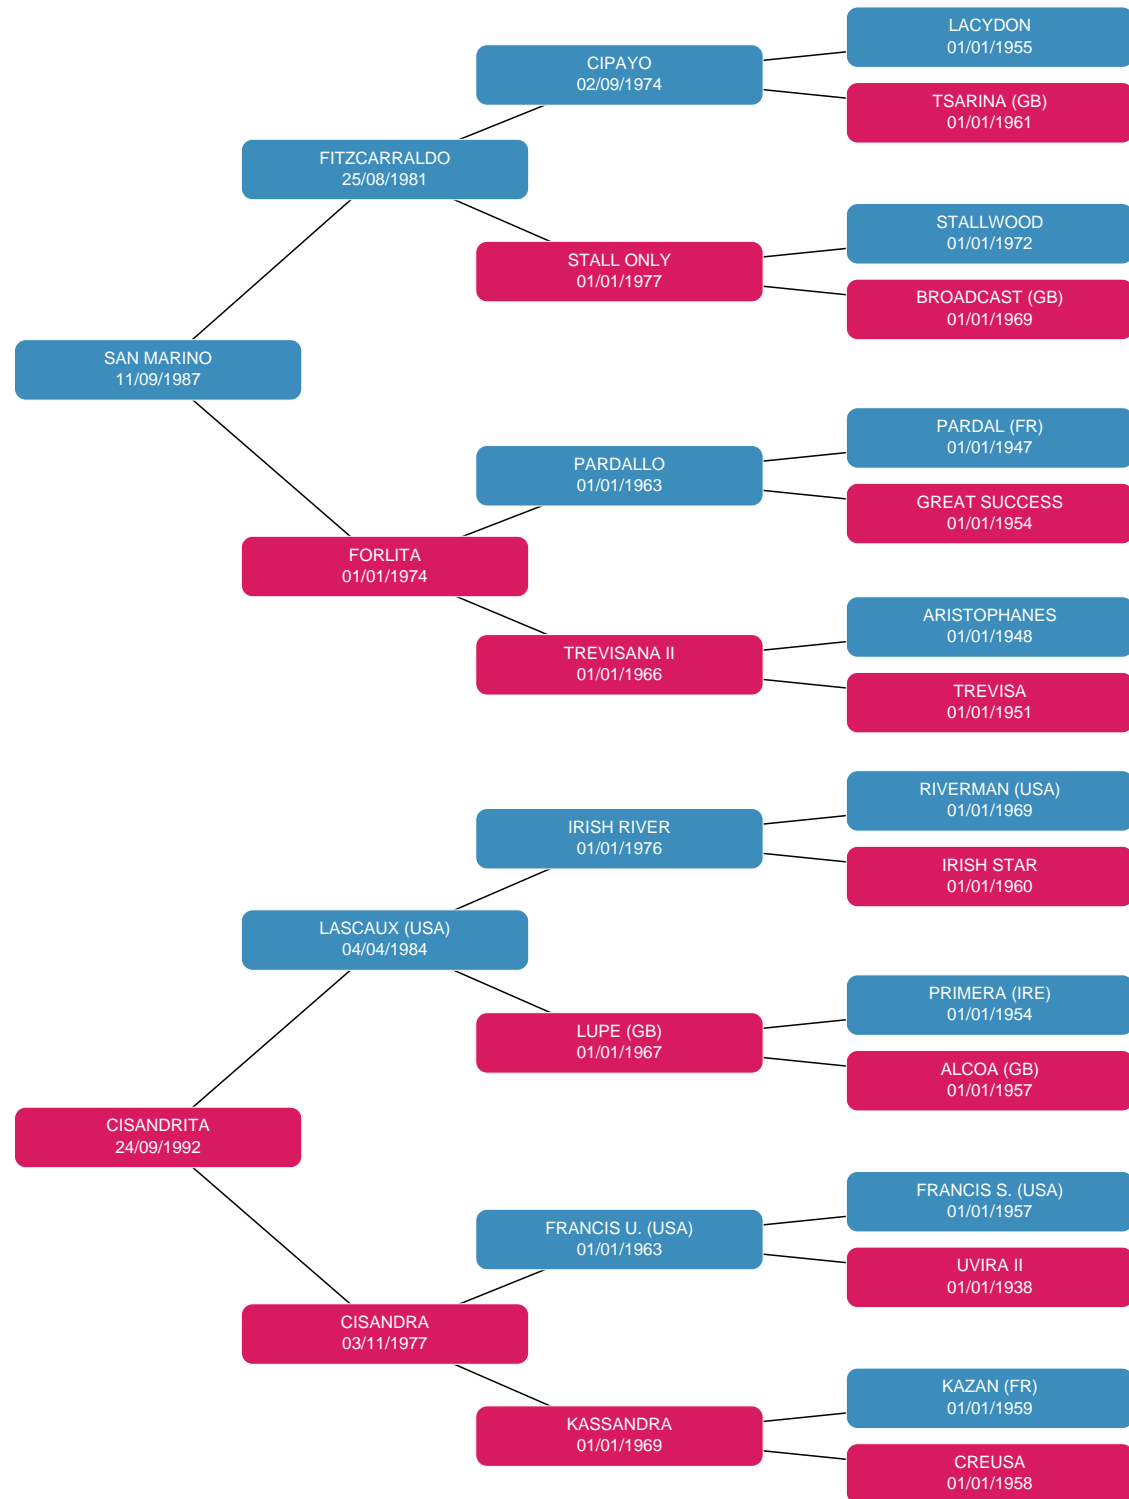 LACYDON
01/01/1955
CIPAYO
02/09/1974
TSARINA (GB)
01/01/1961
FITZCARRALDO
25/08/1981
STALLWOOD
01/01/1972
STALL ONLY
01/01/1977
BROADCAST (GB)
01/01/1969
SAN MARINO
11/09/1987
PARDAL (FR)
01/01/1947
PARDALLO
01/01/1963
GREAT SUCCESS
01/01/1954
FORLITA
01/01/1974
ARISTOPHANES
01/01/1948
TREVISANA II
01/01/1966
TREVISA
01/01/1951
RIVERMAN (USA)
01/01/1969
IRISH RIVER
01/01/1976
IRISH STAR
01/01/1960
LASCAUX (USA)
04/04/1984
PRIMERA (IRE)
01/01/1954
LUPE (GB)
01/01/1967
ALCOA (GB)
01/01/1957
CISANDRITA
24/09/1992
FRANCIS S. (USA)
01/01/1957
FRANCIS U. (USA)
01/01/1963
UVIRA II
01/01/1938
CISANDRA
03/11/1977
KAZAN (FR)
01/01/1959
KASSANDRA
01/01/1969
CREUSA
01/01/1958